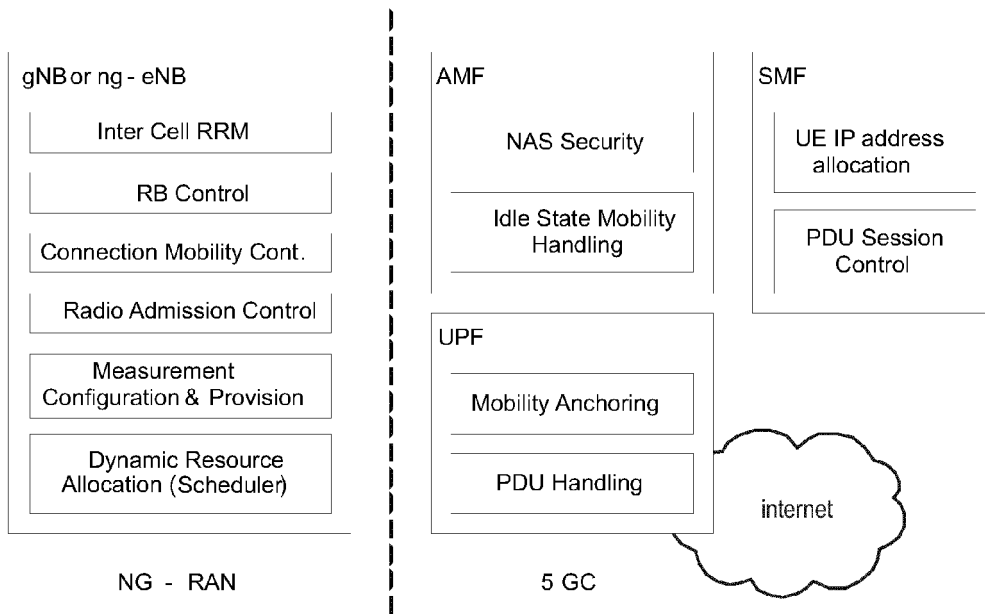 gNB or ng - eNB
Inter Cell RRM
RB Control
Connection Mobility Cont.
Radio Admission Control
Measurement
Configuration & Provision
Dynamic Resource
Allocation (Scheduler)
NG - RAN
AMF
NAS Security
Idle State Mobility
Handling
SMF
UE IP address
allocation
PDU Session
Control
UPF
Mobility Anchoring
PDU Handling
internet
5 GC